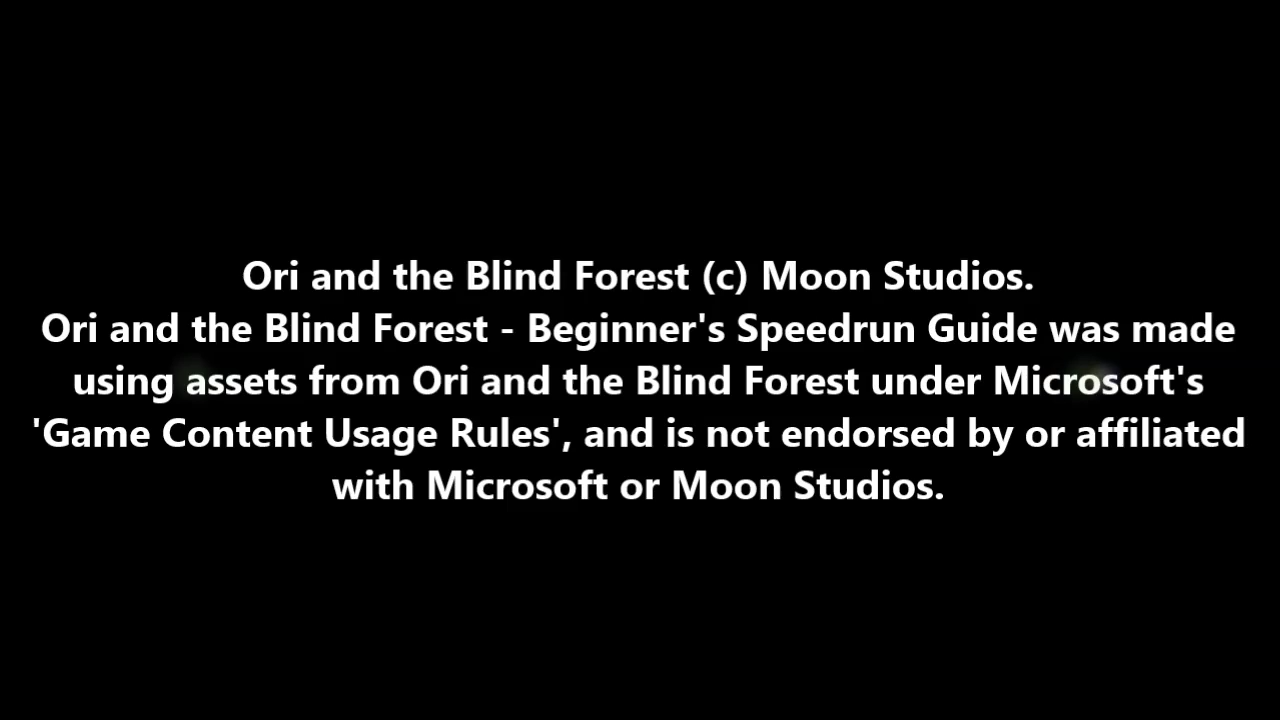 Ori and the Blind Forest (c) Moon Studios.
Ori and the Blind Forest - Beginner's Speedrun Guide was made
using assets from Ori and the Blind Forest under Microsoft's
'Game Content Usage Rules', and is not endorsed by or affiliated
with Microsoft or Moon Studios.